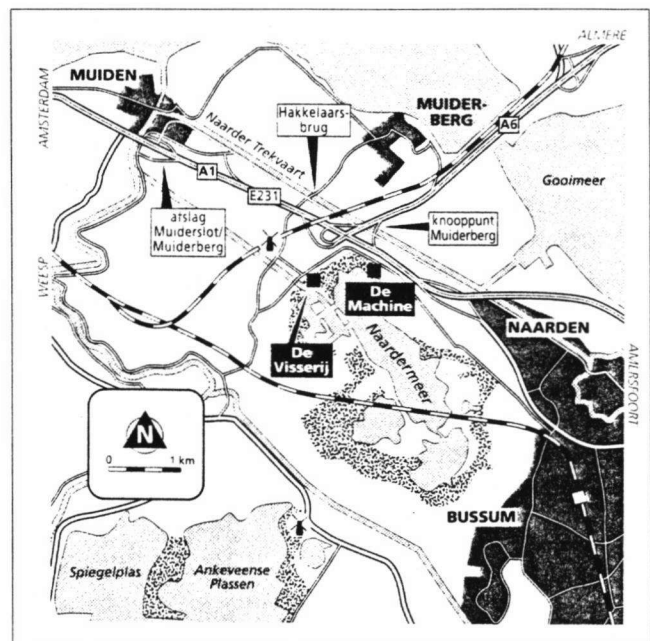 ALMERE
MUIDEN
AMSTERDAM
Hakkelaars-
brug
MUIDER-
BERG
Naarder Trekvaart
A6
A1
Gooimeer
E231
afslag
Muiderslot/
Muiderberg
knooppunt
Muiderberg
WEESP
De
Machine
NAARDEN
De
Visserij
Naardermeer
AMERSFOORT
N
0 1 km
BUSSUM
Spiegelplas
Ankeveense
Plassen